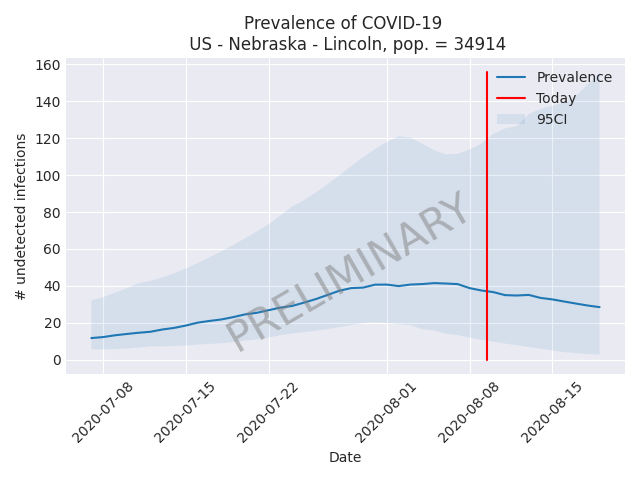 Prevalence of COVID-19
US - Nebraska - Lincoln, pop. = 34914
160
140
120
100
80
60
40
20
0
# undetected infections
Prevalence
Today
95CI
PRELIMINARY
2020-07-08
2020-07-15
2020-07-22
2020-08-01
2020-08-08
2020-08-15
Date